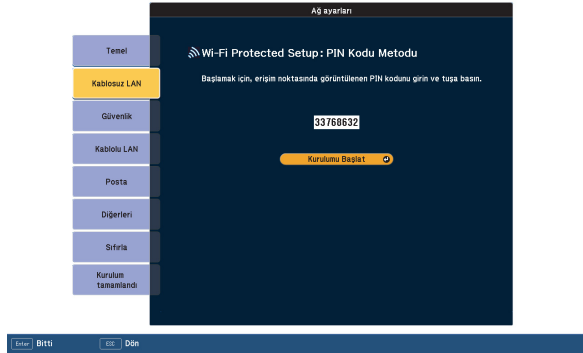 Ağ ayarları
Temel
Kablosuz LAN
Güvenlik
Kablolu LAN
Posta
Diğerleri
Sıfırla
Kurulum
tamamlandı
Wi-Fi Protected Setup: PIN Kodu Metodu
Başlamak için, erişim noktasında görüntülenen PIN kodunu girin ve tuşa basın.
33768632
Kurulumu Başlat
Enter Bitti
ESC Dön